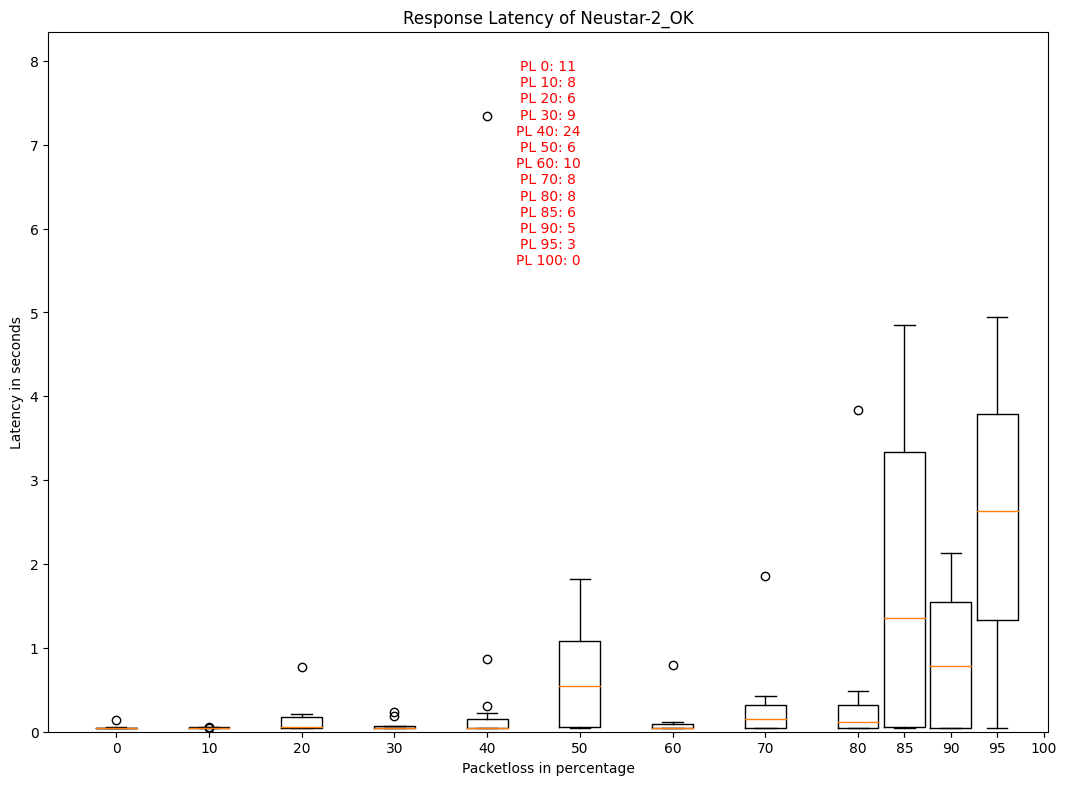 Response Latency of Neustar-2_OK
8
7
6
5
4
3
2
1
0
Latency in seconds
PL 0: 11
PL 10: 8
PL 20: 6
PL 30: 9
PL 40: 24
PL 50: 6
PL 60: 10
PL 70: 8
PL 80: 8
PL 85: 6
PL 90: 5
PL 95: 3
PL 100: 0
0 10 20 30 40 50 60 70 80 85 90 95 100
Packetloss in percentage